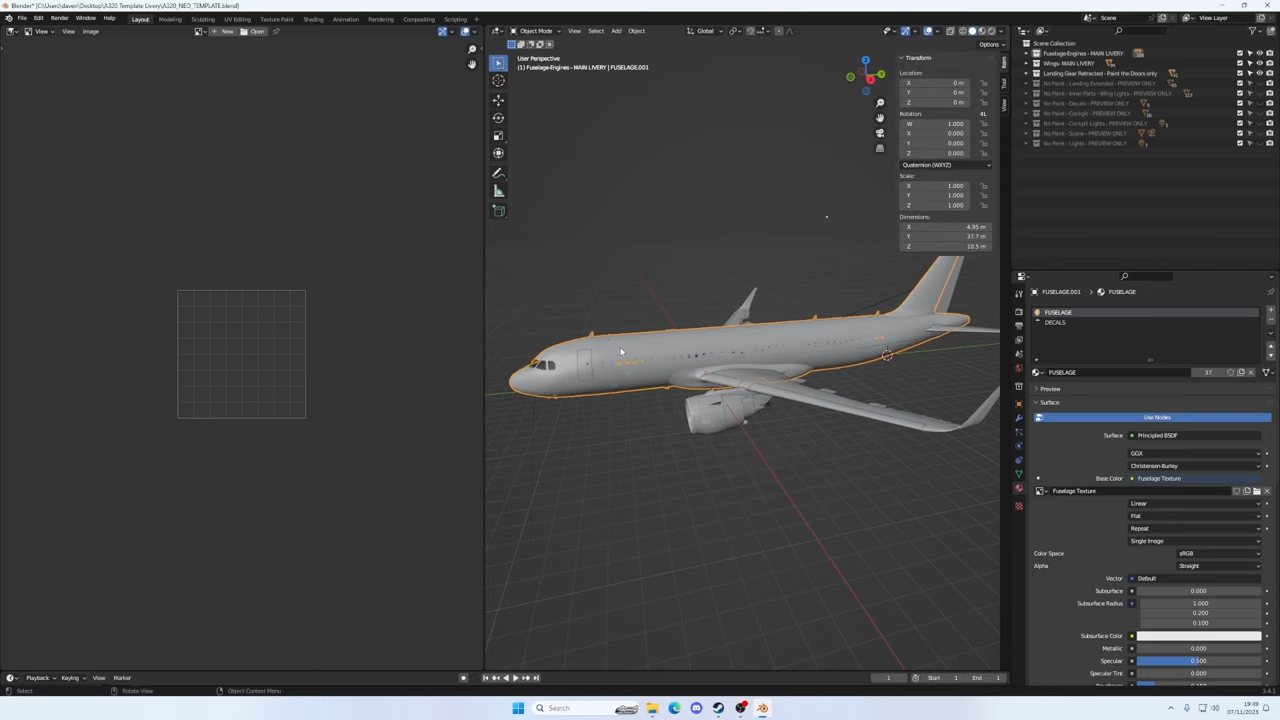 Blender* [C:\Users\daven\Desktop\A320 Template Livery\A320_NEO_TEMPLATE.blend]
File Edit Render Window Help Layout Modeling Sculpting UV Editing Texture Paint Shading Animation Rendering Compositing Scripting
Scene View Layer
View View Image New Open
Object Mode View Select Add Object Global
Options
User Perspective
(1) Fuselage-Engines - MAIN LIVERY | FUSELAGE.001
Transform
Location:
X 0 m
Y 0 m
Z 0 m
Rotation: 4L
W 1.000
X 0.000
Y 0.000
Z 0.000
Quaternion (WXYZ)
Scale:
X 1.000
Y 1.000
Z 1.000
Dimensions:
X 4.95 m
Y 37.7 m
Z 10.5 m
Item
Tool
View
Scene Collection
Fuselage-Engines - MAIN LIVERY
Wings- MAIN LIVERY
Landing Gear Retracted - Paint the Doors only
No Paint - Landing Extended - PREVIEW ONLY
No Paint - Inner Parts - Wing Lights - PREVIEW ONLY
No Paint - Decals - PREVIEW ONLY
No Paint - Cockpit - PREVIEW ONLY
No Paint - Cockpit Lights - PREVIEW ONLY
No Paint - Scene - PREVIEW ONLY
No Paint - Lights - PREVIEW ONLY
FUSELAGE.001 FUSELAGE
FUSELAGE
DECALS
FUSELAGE 37
Preview
Surface
Use Nodes
Surface Principled BSDF
GGX
Christensen-Burley
Base Color Fuselage Texture
Fuselage Texture
Linear
Flat
Repeat
Single Image
Color Space sRGB
Alpha Straight
Vector Default
Subsurface 0.000
Subsurface Radius 1.000
0.200
0.100
Subsurface Color
Metallic 0.000
Specular 0.500
Specular Tint 0.000
Playback Keying View Marker
1 Start 1 End 1
Select Rotate View Object Context Menu
3.4.1
Search
19:49
07/11/2023